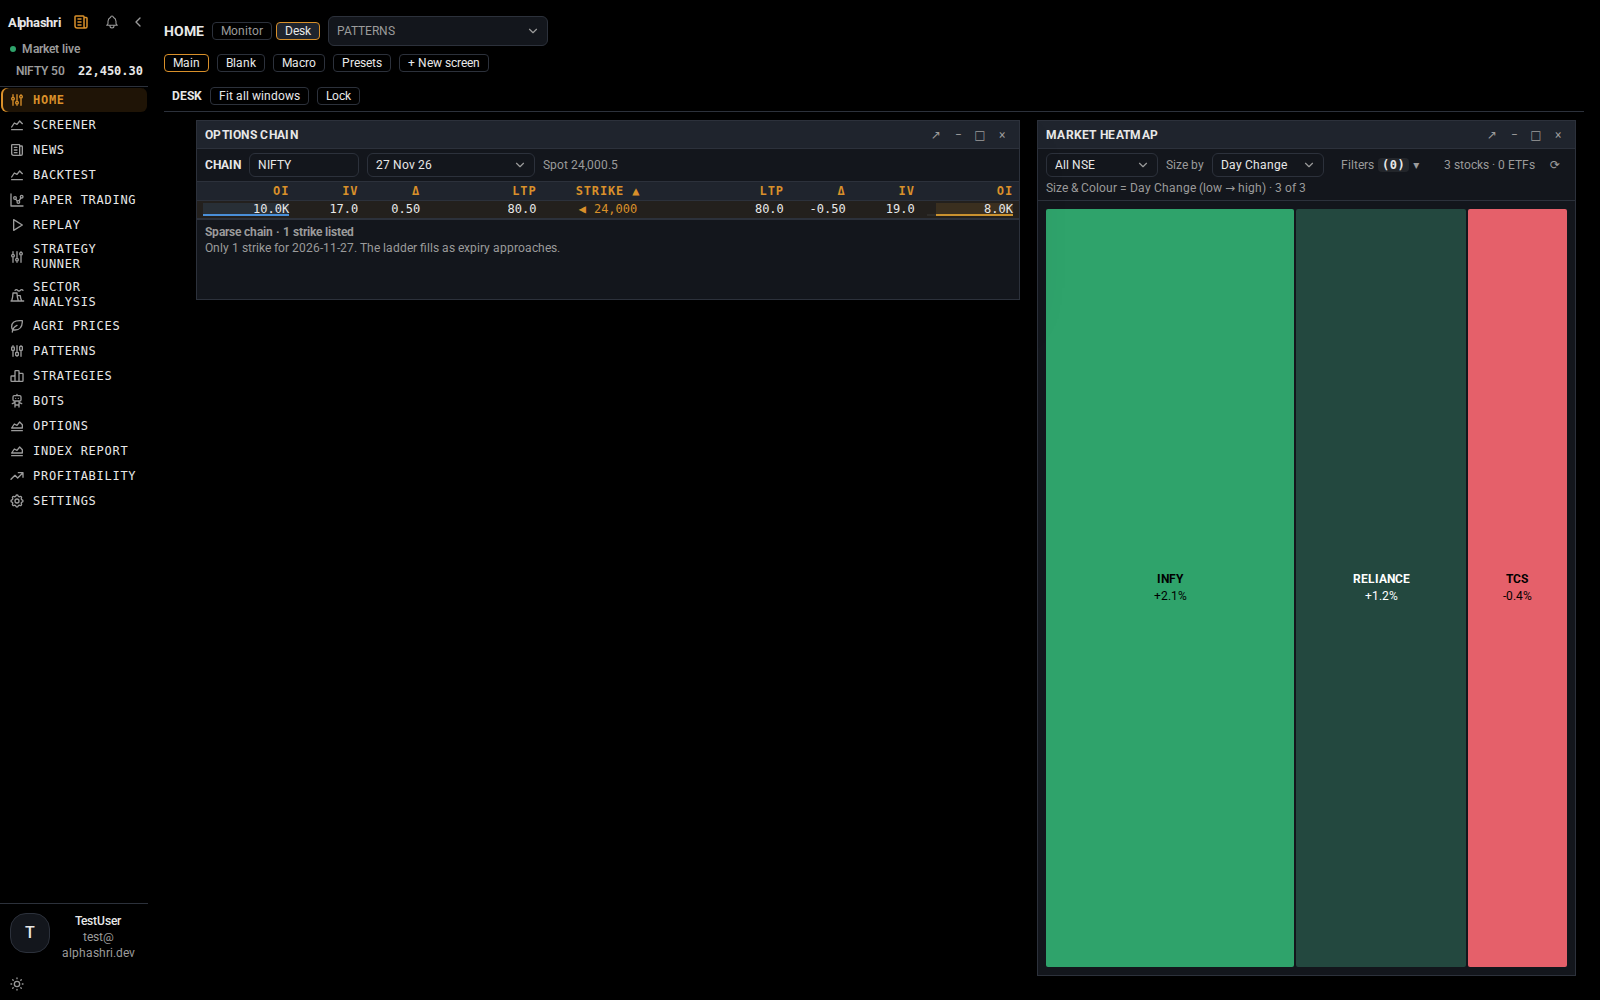 Alphashri
Market live
NIFTY 50 22,450.30
HOME
SCREENER
NEWS
BACKTEST
PAPER TRADING
REPLAY
STRATEGY
RUNNER
SECTOR
ANALYSIS
AGRI PRICES
PATTERNS
STRATEGIES
BOTS
OPTIONS
INDEX REPORT
PROFITABILITY
SETTINGS
T
TestUser
test@
alphashri.dev
HOME Monitor Desk PATTERNS
Main Blank Macro Presets + New screen
DESK Fit all windows Lock
OPTIONS CHAIN ↗ − □ ×
CHAIN NIFTY 27 Nov 26 Spot 24,000.5
OI IV Δ LTP STRIKE ▲ LTP Δ IV OI
10.0K 17.0 0.50 80.0 ◀ 24,000 80.0 -0.50 19.0 8.0K
Sparse chain · 1 strike listed
Only 1 strike for 2026-11-27. The ladder fills as expiry approaches.
MARKET HEATMAP ↗ − □ ×
All NSE Size by Day Change Filters (0) ▾ 3 stocks · 0 ETFs ⟳
Size & Colour = Day Change (low → high) · 3 of 3
INFY
+2.1%
RELIANCE
+1.2%
TCS
-0.4%